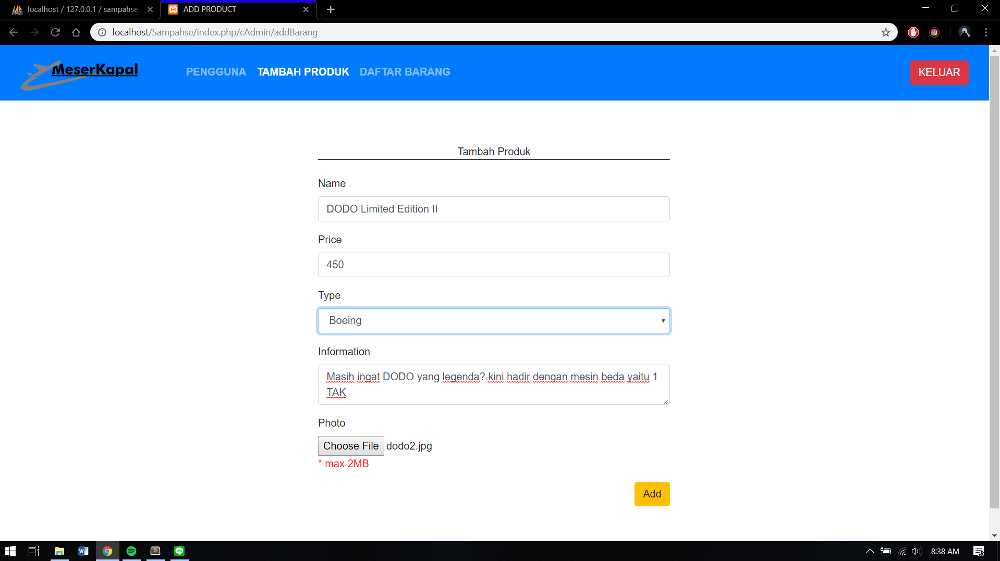 localhost / 127.0.0.1 / sampahse
ADD PRODUCT
localhost/Sampahse/index.php/cAdmin/addBarang
MeserKapal
PENGGUNA TAMBAH PRODUK DAFTAR BARANG
KELUAR
Tambah Produk
Name
DODO Limited Edition II
Price
450
Type
Boeing
Information
Masih ingat DODO yang legenda? kini hadir dengan mesin beda yaitu 1
TAK
Photo
Choose File dodo2.jpg
* max 2MB
Add
8:38 AM